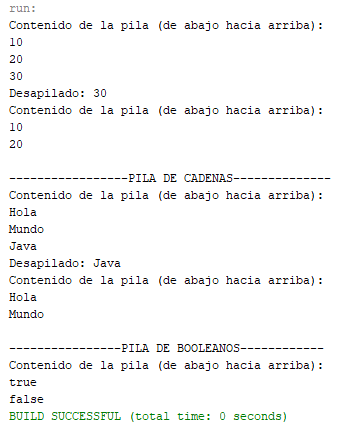 run:
Contenido de la pila (de abajo hacia arriba):
10
20
30
Desapilado: 30
Contenido de la pila (de abajo hacia arriba):
10
20
-----------------PILA DE CADENAS--------------
Contenido de la pila (de abajo hacia arriba):
Hola
Mundo
Java
Desapilado: Java
Contenido de la pila (de abajo hacia arriba):
Hola
Mundo
----------------PILA DE BOOLEANOS------------
Contenido de la pila (de abajo hacia arriba):
true
false
BUILD SUCCESSFUL (total time: 0 seconds)